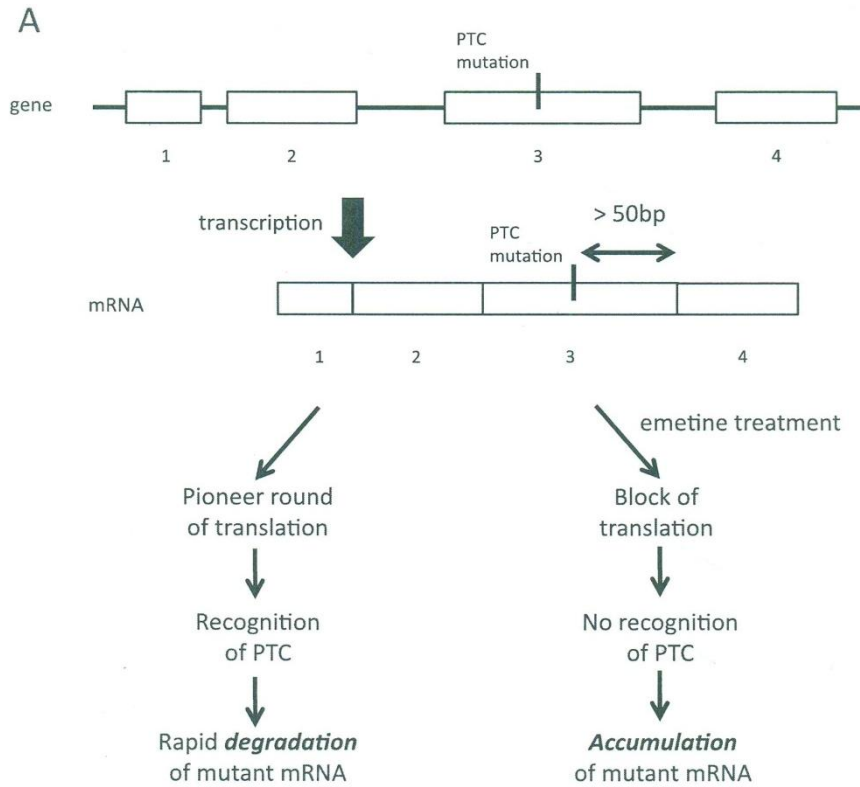 A
PTC
mutation
gene
1
2
3
4
transcription
> 50bp
PTC
mutation
mRNA
1
2
3
4
emetine treatment
Pioneer round
of translation
Block of
translation
Recognition
of PTC
No recognition
of PTC
Rapid degradation
of mutant mRNA
Accumulation
of mutant mRNA